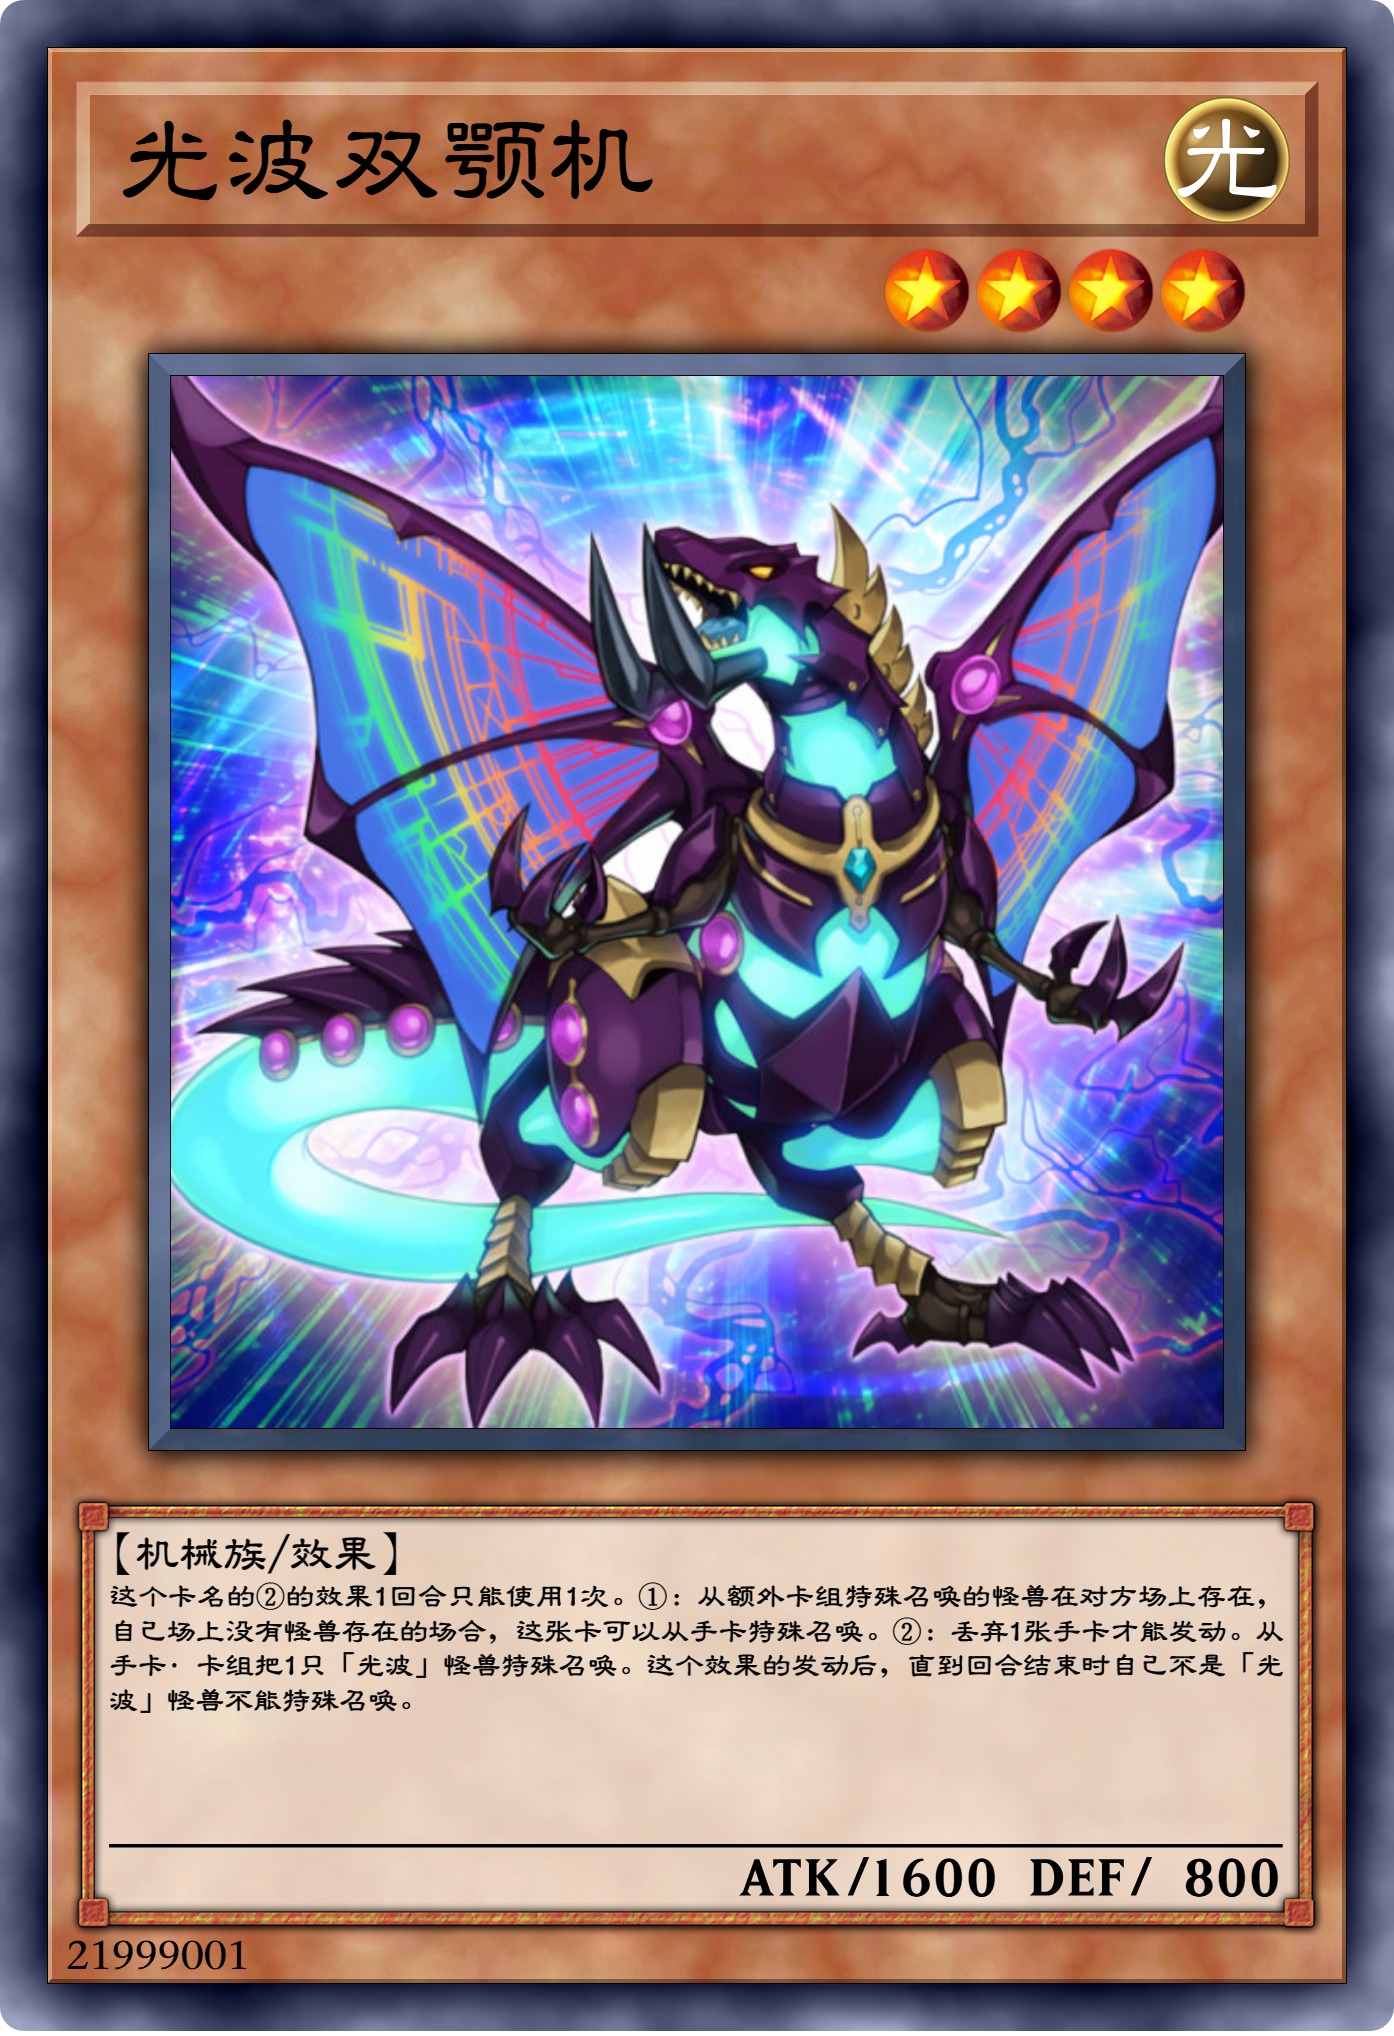 光波双颚机
光
【机械族/效果】
这个卡名的②的效果1回合只能使用1次。①：从额外卡组特殊召唤的怪兽在对方场上存在，
自己场上没有怪兽存在的场合，这张卡可以从手卡特殊召唤。②：丢弃1张手卡才能发动。从
手卡·卡组把1只「光波」怪兽特殊召唤。这个效果的发动后，直到回合结束时自己不是「光
波」怪兽不能特殊召唤。
ATK/1600 DEF/ 800
21999001